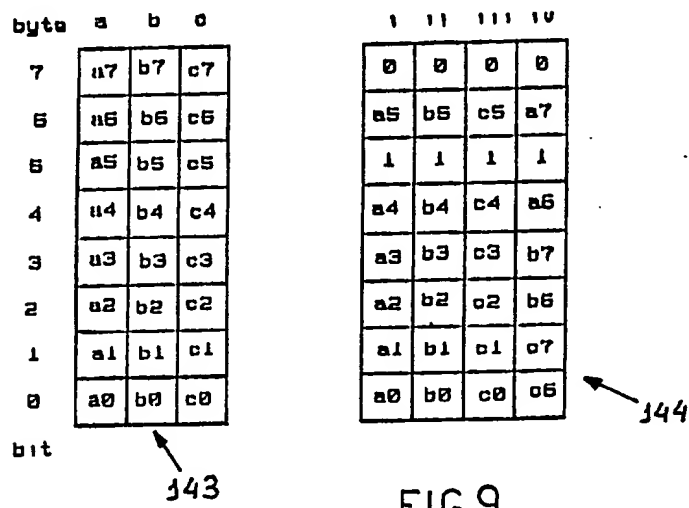 byte a b c
7 a7 b7 c7
6 a6 b6 c6
5 a5 b5 c5
4 a4 b4 c4
3 a3 b3 c3
2 a2 b2 c2
1 a1 b1 c1
0 a0 b0 c0
bit
143
I II III IV
0 0 0 0
a5 b5 c5 a7
1 1 1 1
a4 b4 c4 a6
a3 b3 c3 b7
a2 b2 c2 b6
a1 b1 c1 c7
a0 b0 c0 c6
144
FIG. 9